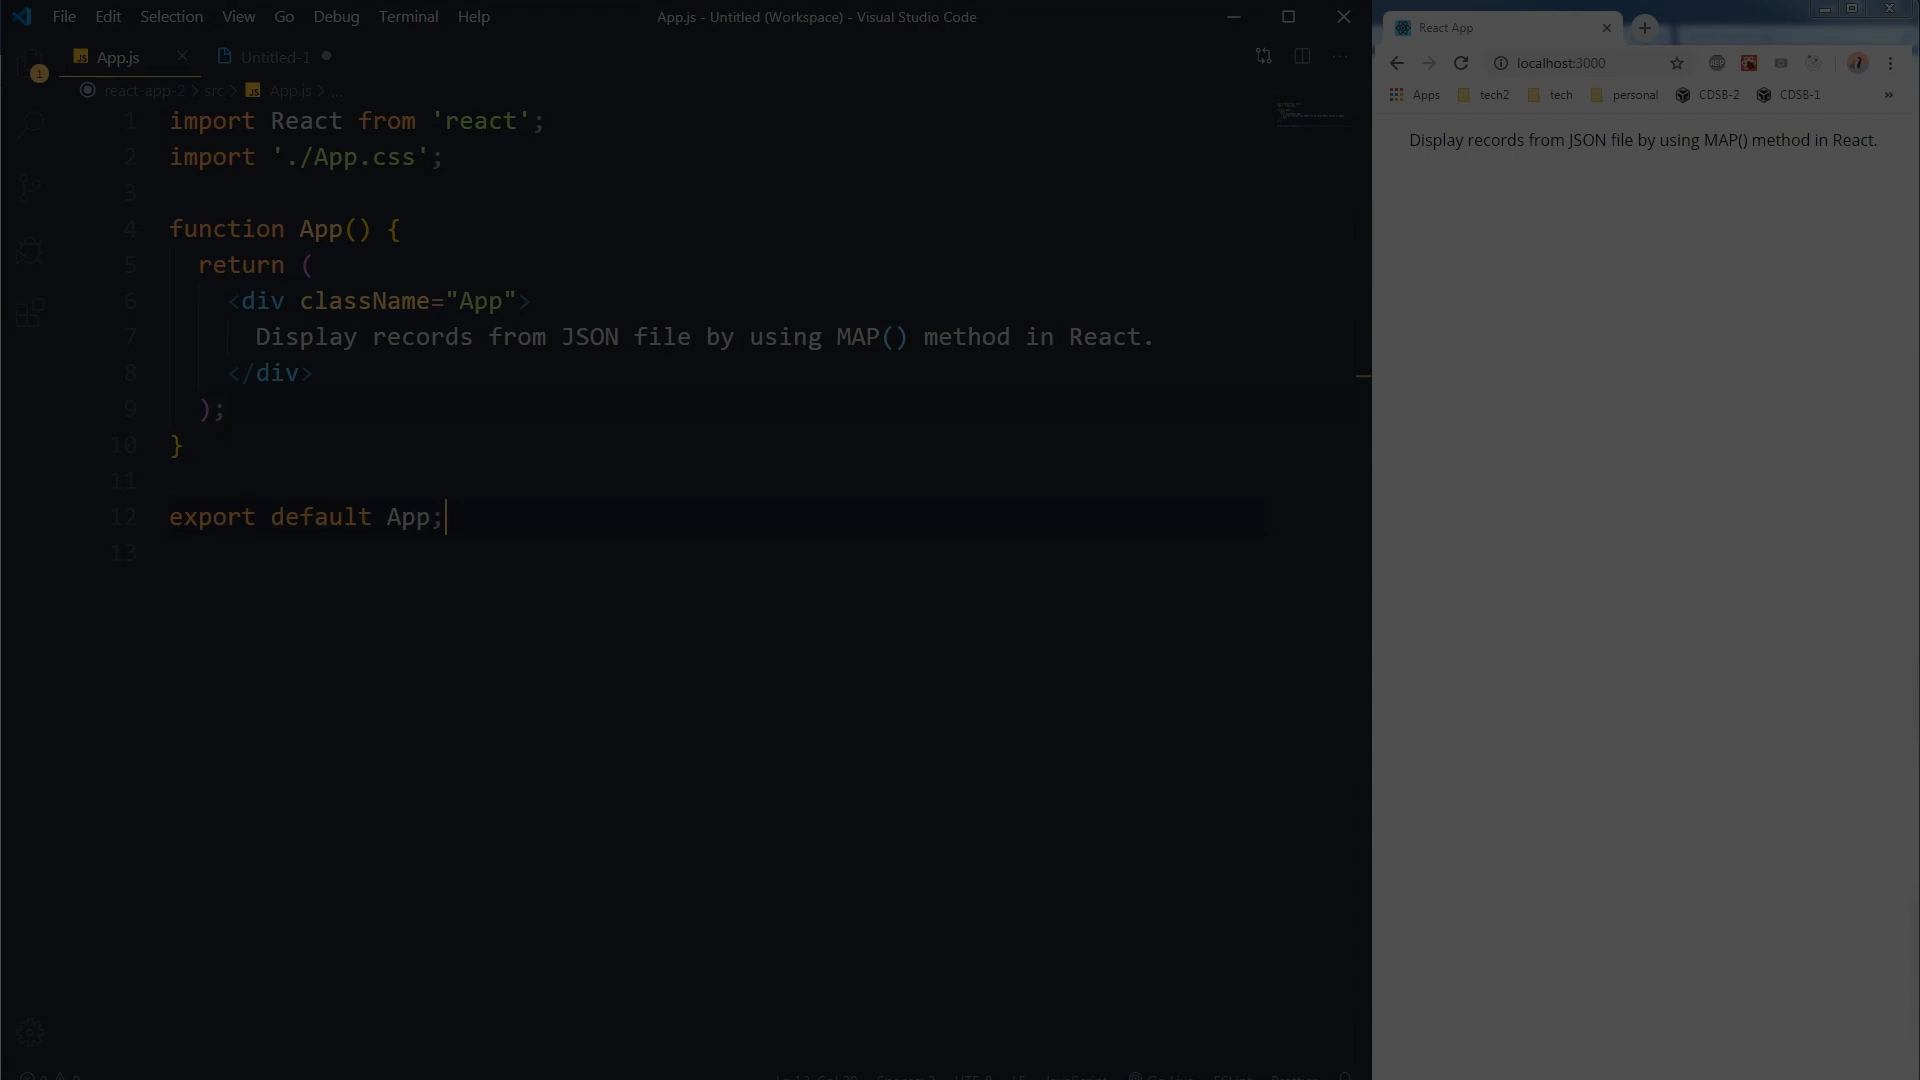 File Edit Selection View Go Debug Terminal Help
App.js - Untitled (Workspace) - Visual Studio Code
App.js
Untitled-1
1
react-app-2 > src > App.js > ...
1 import React from 'react';
2 import './App.css';
3
4 function App() {
5 return (
6 <div className="App">
7 Display records from JSON file by using MAP() method in React.
8 </div>
9 );
10 }
11
12 export default App;
13
React App
localhost:3000
Apps tech2 tech personal CDSB-2 CDSB-1 »
Display records from JSON file by using MAP() method in React.